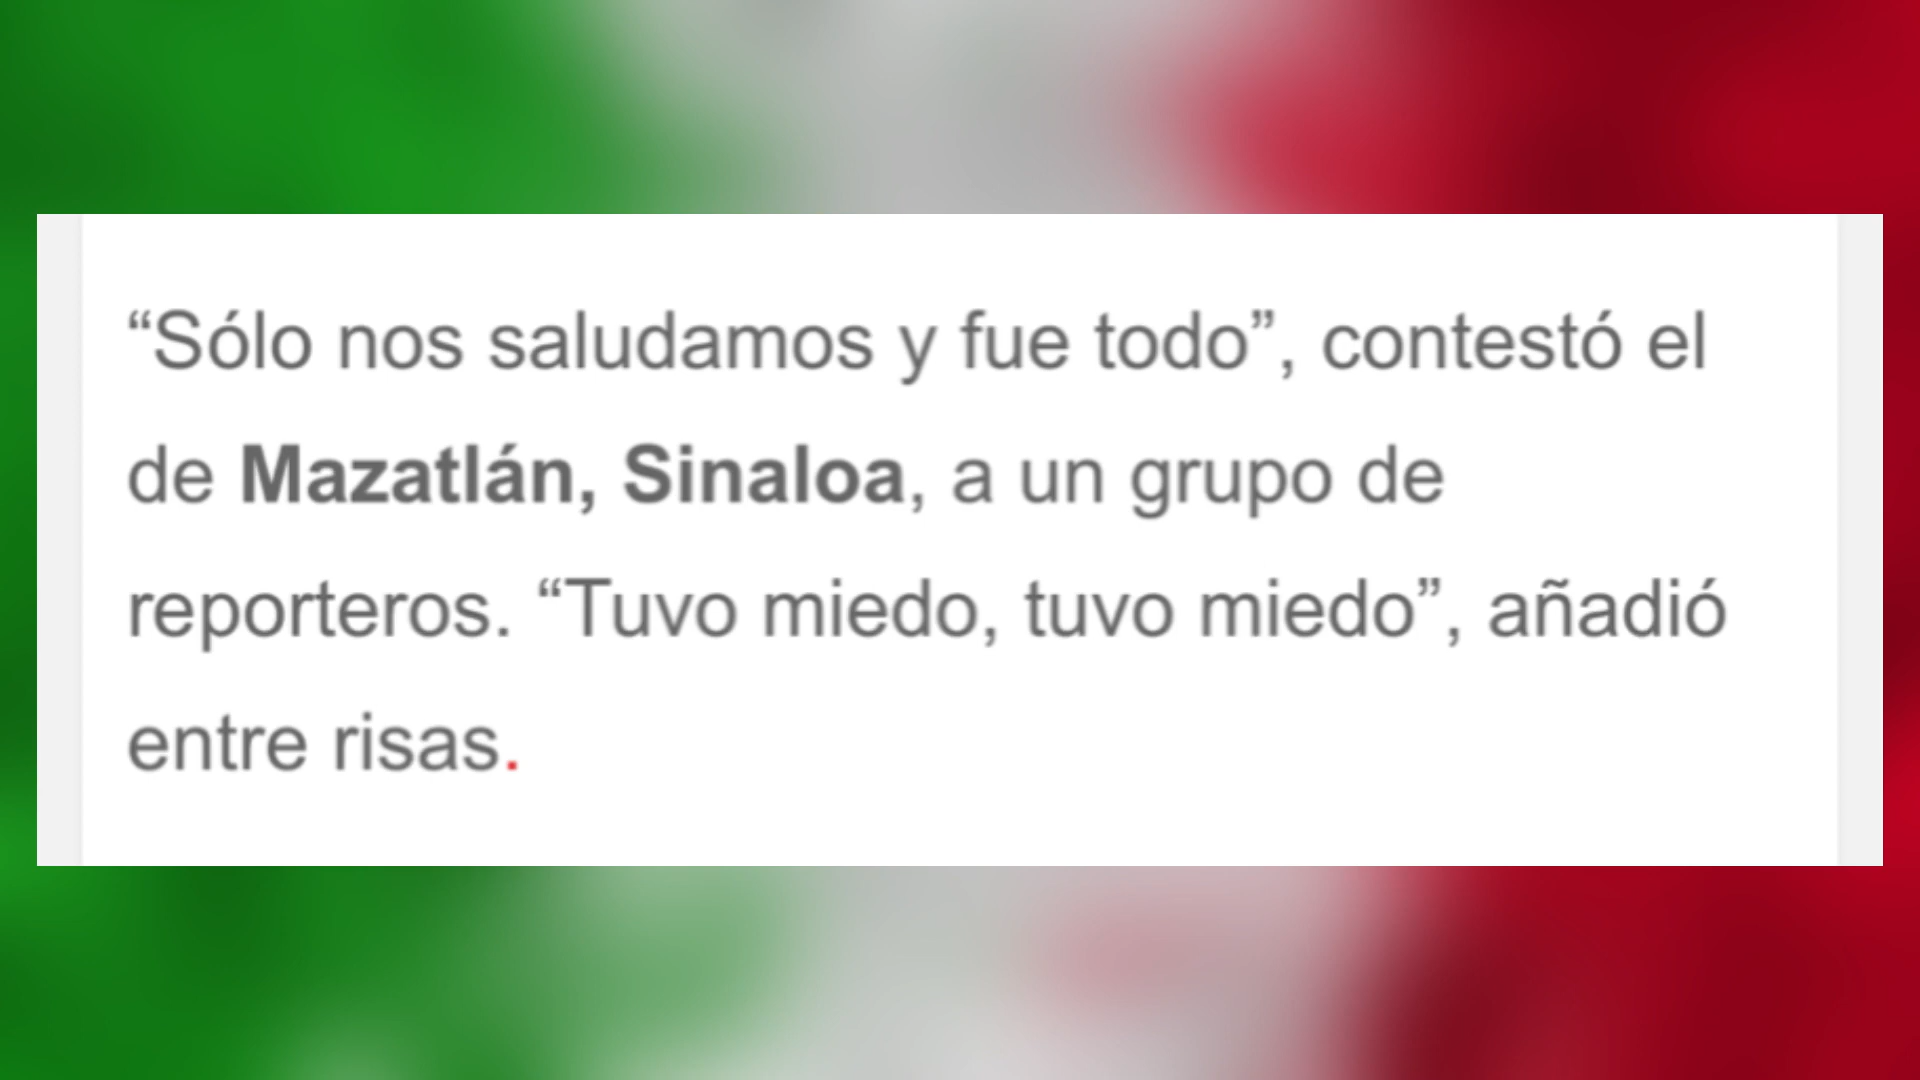 “Sólo nos saludamos y fue todo”, contestó el
de Mazatlán, Sinaloa, a un grupo de
reporteros. “Tuvo miedo, tuvo miedo”, añadió
entre risas.